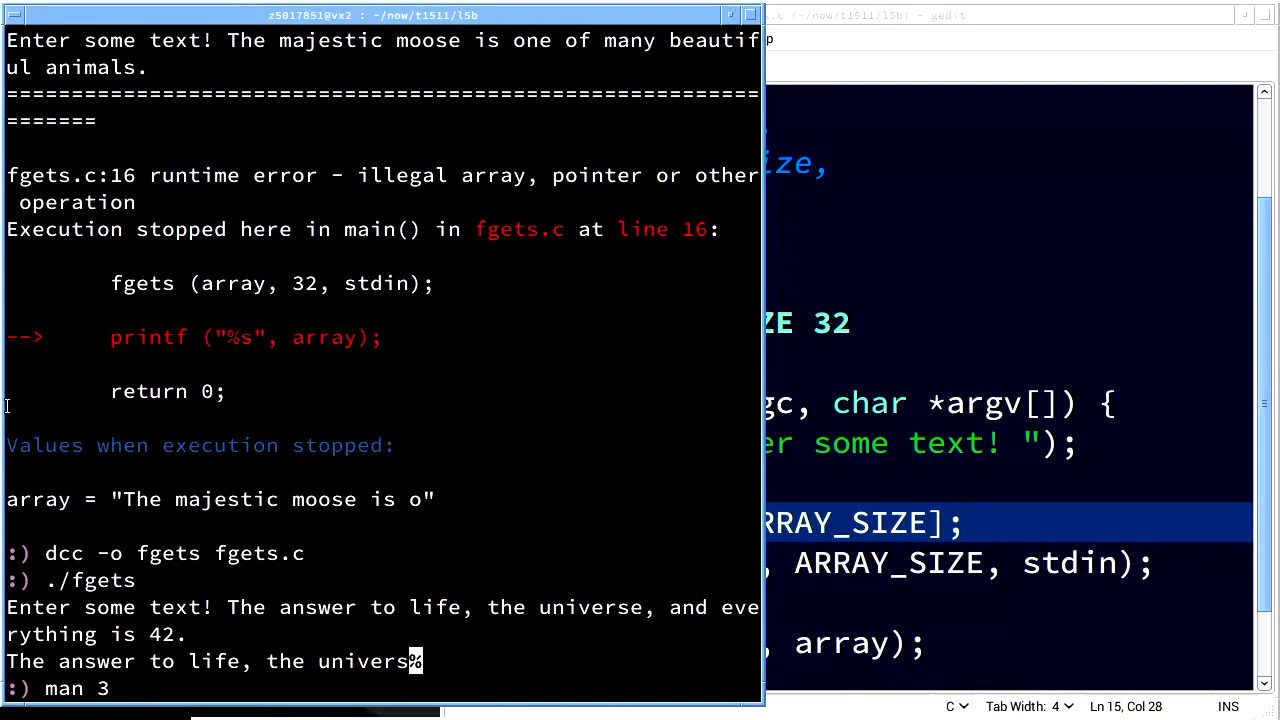 z5017851@vx2 : ~/now/t1511/l5b
.c (~/now/t1511/l5b) - gedit
Enter some text! The majestic moose is one of many beautif
ul animals.
==========================================================
=======
fgets.c:16 runtime error - illegal array, pointer or other
operation
Execution stopped here in main() in fgets.c at line 16:
fgets (array, 32, stdin);
--> printf ("%s", array);
return 0;
Values when execution stopped:
array = "The majestic moose is o"
:) dcc -o fgets fgets.c
:) ./fgets
Enter some text! The answer to life, the universe, and eve
rything is 42.
The answer to life, the univers%
:) man 3
p
ize,
ZE 32
gc, char *argv[]) {
er some text! ");
RRAY_SIZE];
, ARRAY_SIZE, stdin);
, array);
C
Tab Width: 4
Ln 15, Col 28
INS